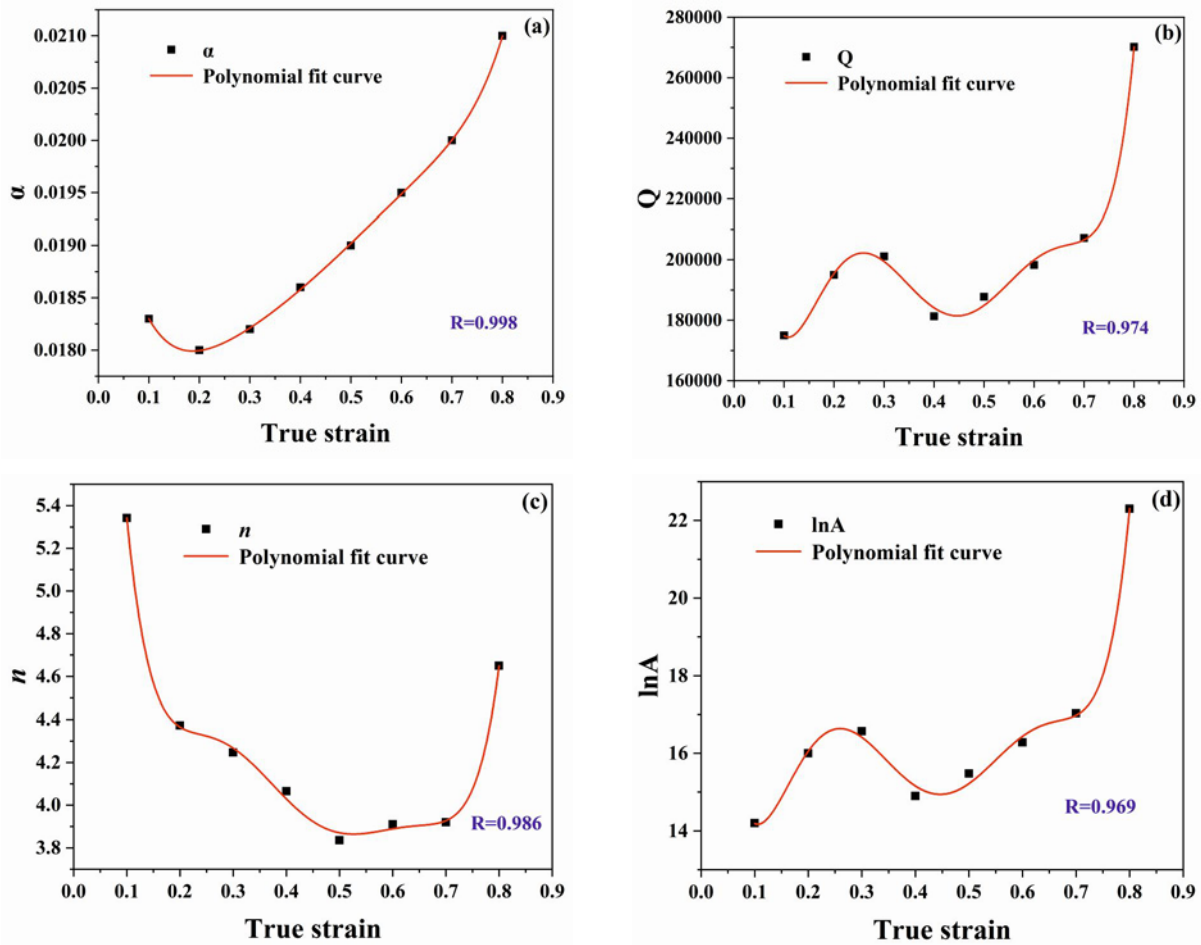 (a)
α
Polynomial fit curve
0.0210
0.0205
0.0200
0.0195
0.0190
0.0185
0.0180
α
R=0.998
0.0 0.1 0.2 0.3 0.4 0.5 0.6 0.7 0.8 0.9
True strain
(b)
Q
Polynomial fit curve
280000
260000
240000
220000
200000
180000
160000
Q
R=0.974
0.0 0.1 0.2 0.3 0.4 0.5 0.6 0.7 0.8 0.9
True strain
(c)
n
Polynomial fit curve
5.4
5.2
5.0
4.8
4.6
4.4
4.2
4.0
3.8
n
R=0.986
0.0 0.1 0.2 0.3 0.4 0.5 0.6 0.7 0.8 0.9
True strain
(d)
lnA
Polynomial fit curve
22
20
18
16
14
lnA
R=0.969
0.0 0.1 0.2 0.3 0.4 0.5 0.6 0.7 0.8 0.9
True strain